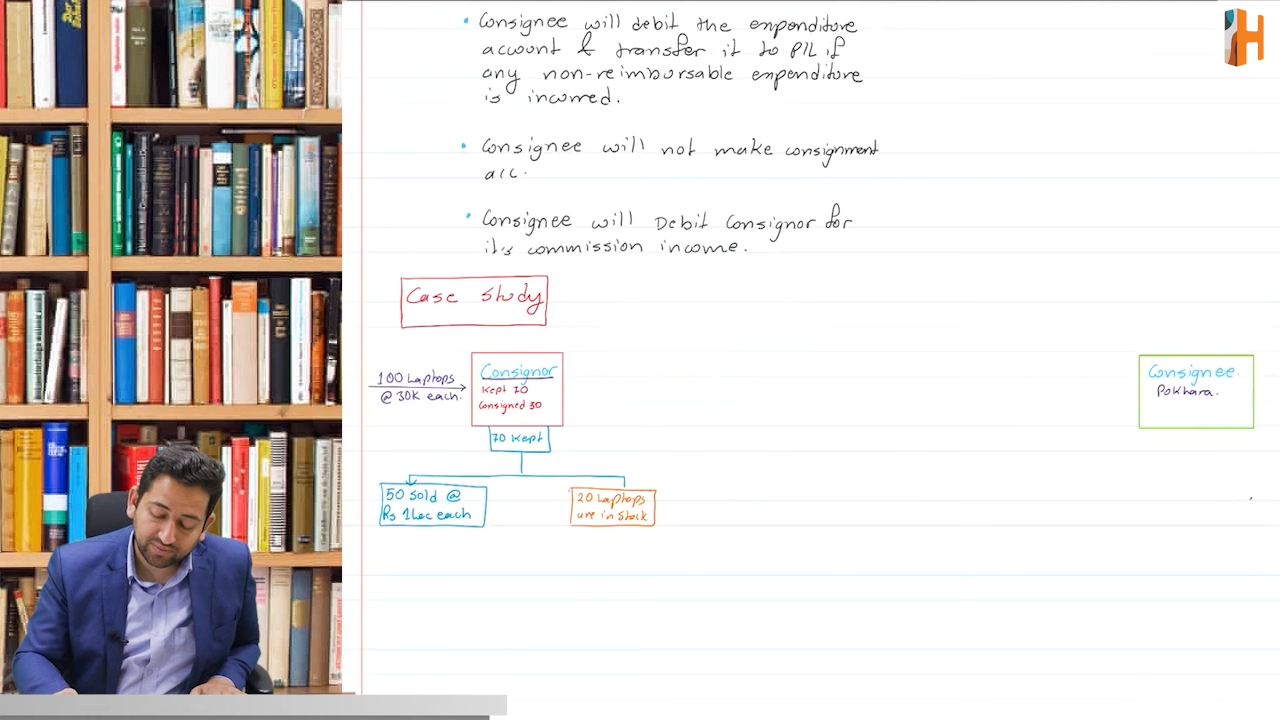 • Consignee will debit the expenditure
account & transfer it to P/L if
any non-reimbursable expenditure
is incurred.
• Consignee will not make consignment
a/c.
• Consignee will Debit Consignor for
it's commission income.
Case Study
100 Laptops
@ 30K each.
Consignor
Kept 70
Consigned 30
Consignee.
Pokhara.
70 Kept
50 Sold @
Rs 1 Lac each
20 Laptops
are in Stock
H